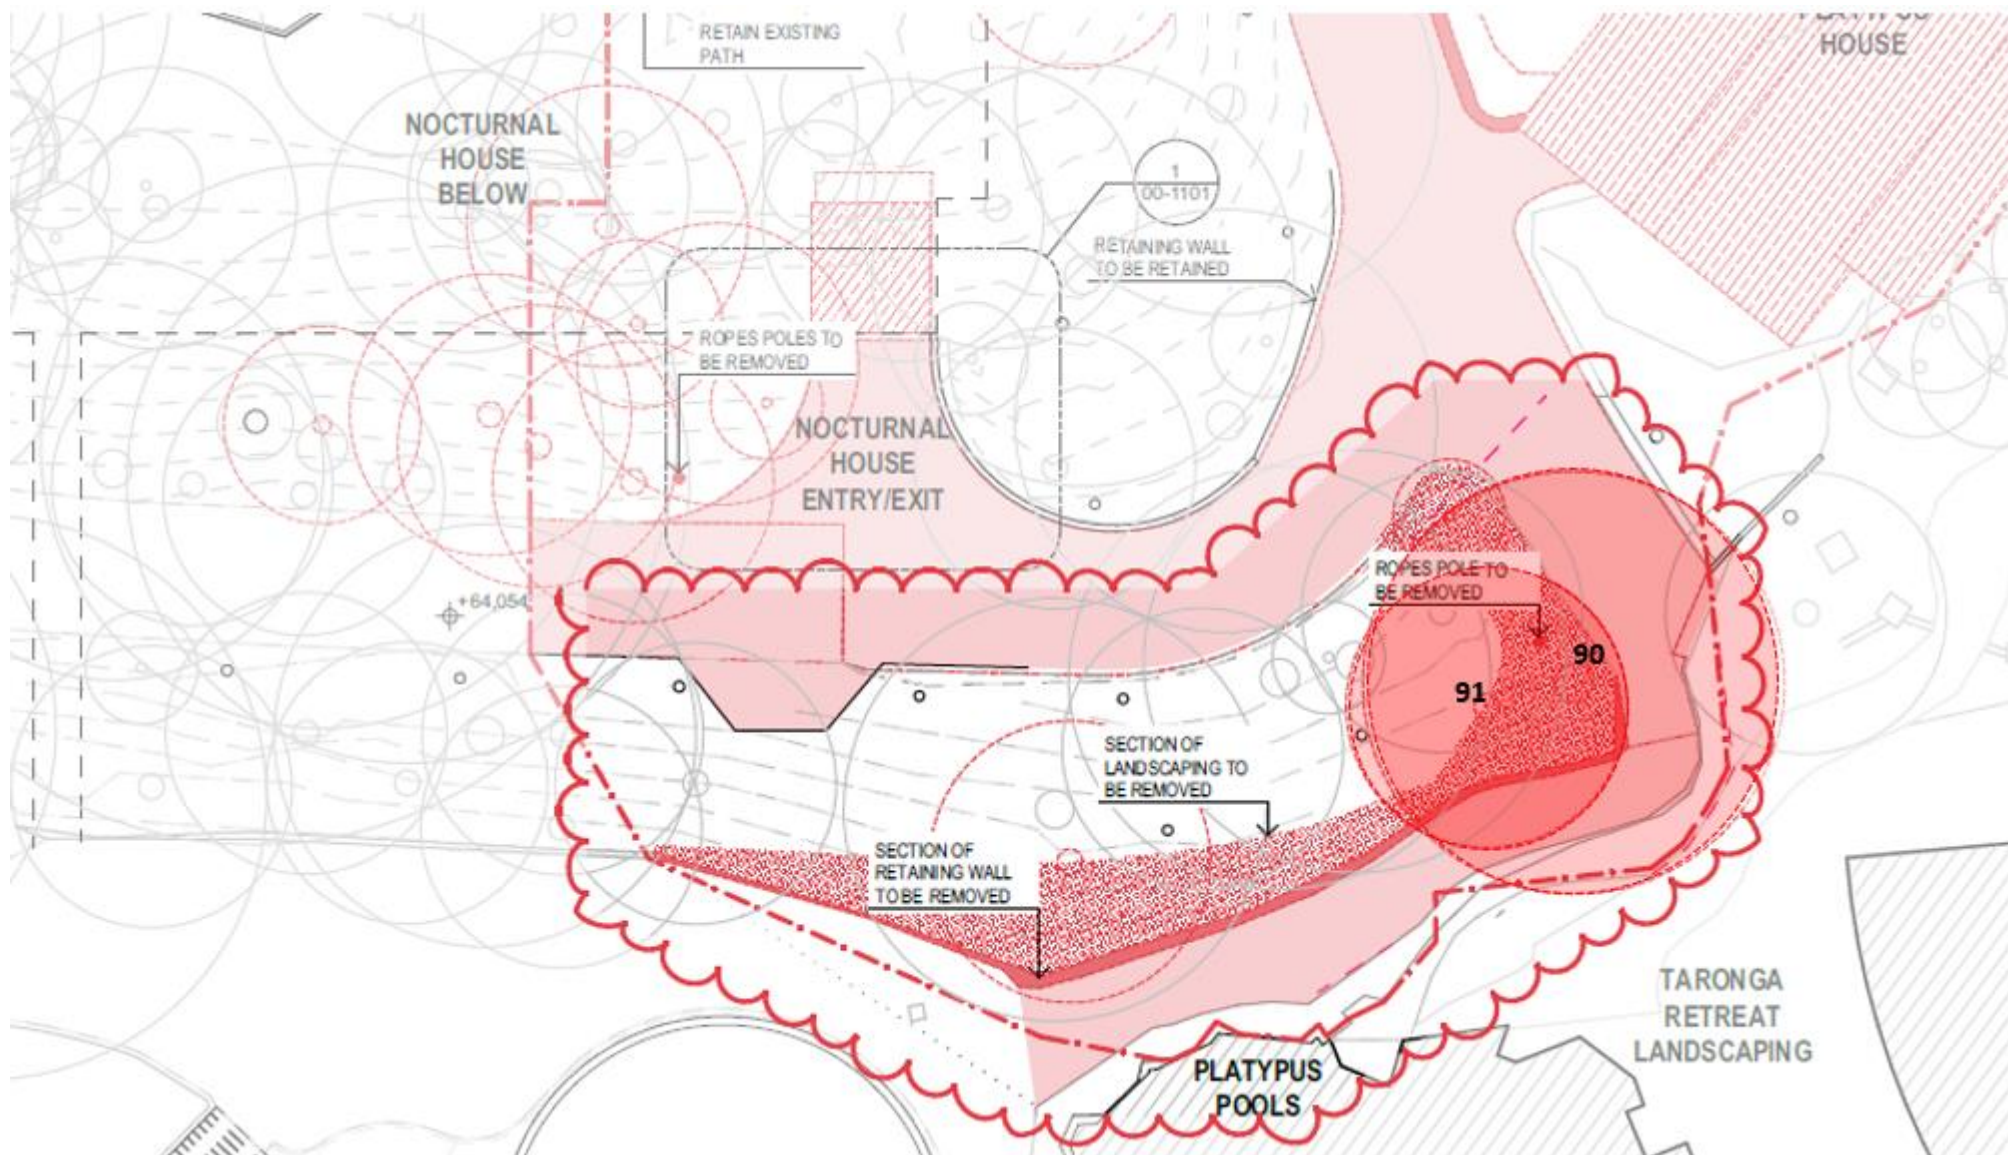 RETAIN EXISTING
PATH
HOUSE
NOCTURNAL
HOUSE
BELOW
1
00-1101
RETAINING WALL
TO BE RETAINED
ROPES POLES TO
BE REMOVED
NOCTURNAL
HOUSE
ENTRY/EXIT
+64,054
ROPES POLE TO
BE REMOVED
90
91
SECTION OF
LANDSCAPING TO
BE REMOVED
SECTION OF
RETAINING WALL
TO BE REMOVED
TARONGA
RETREAT
LANDSCAPING
PLATYPUS
POOLS